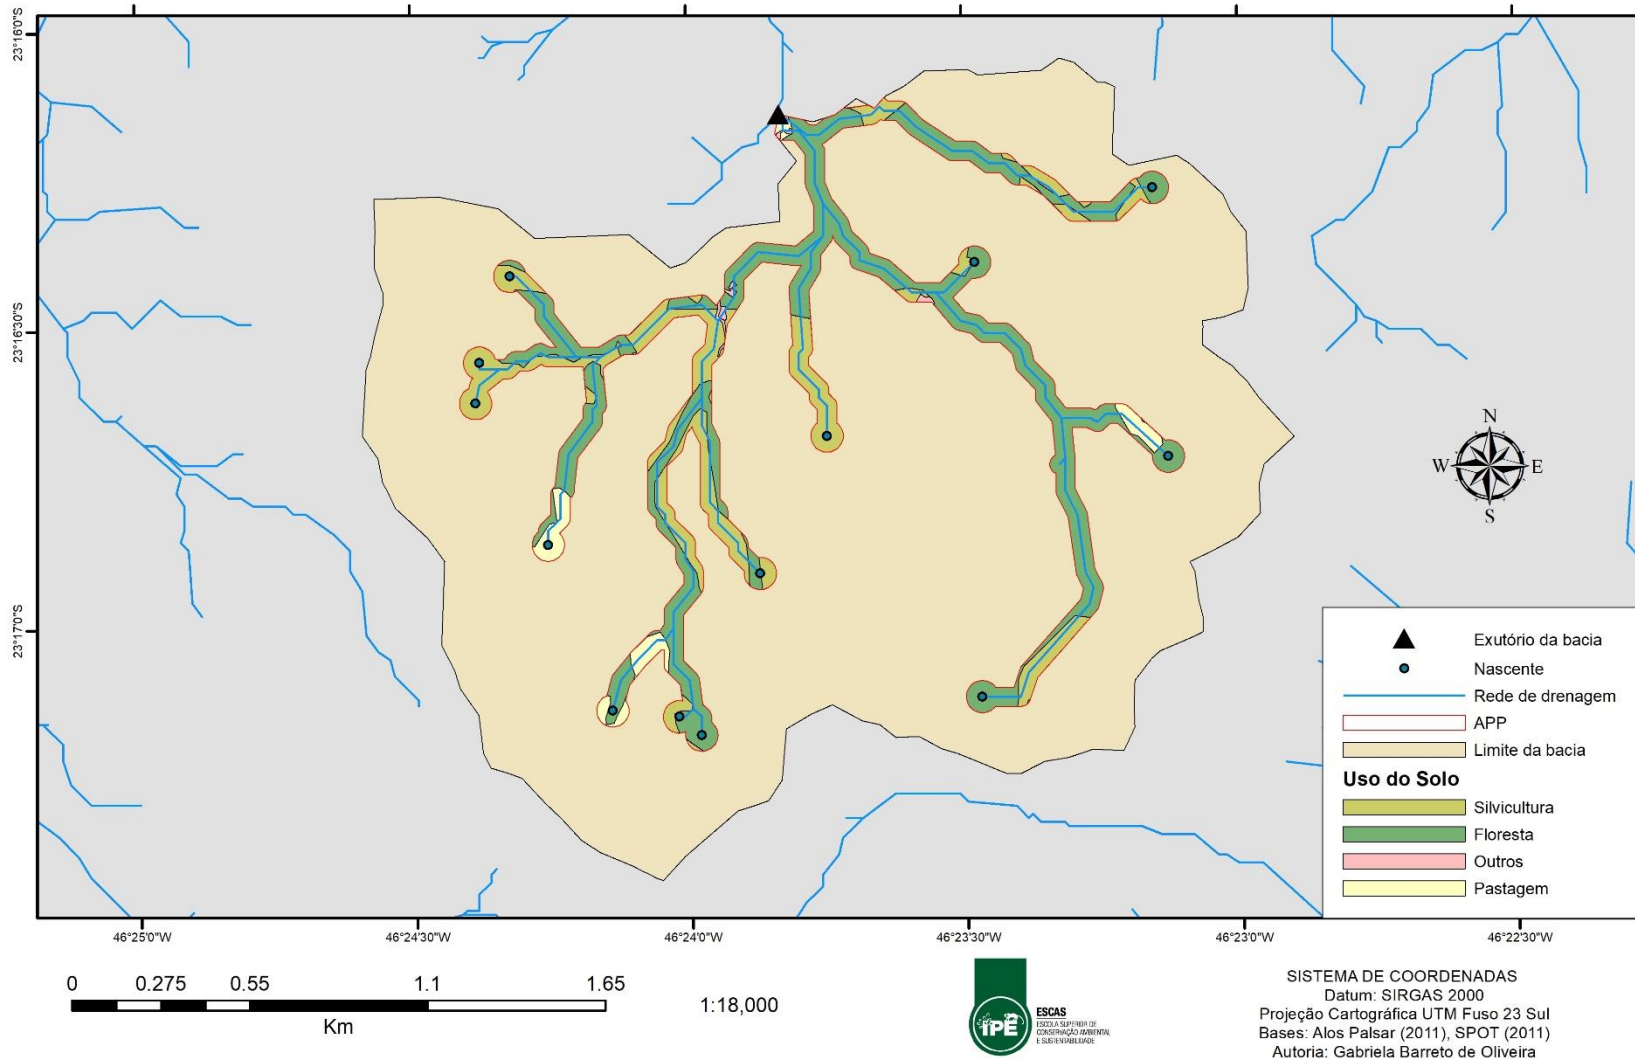 23°16'0"S
23°16'30"S
23°17'0"S
N
W
E
S
Exutório da bacia
Nascente
Rede de drenagem
APP
Limite da bacia
Uso do Solo
Silvicultura
Floresta
Outros
Pastagem
46°25'0"W
46°24'30"W
46°24'0"W
46°23'30"W
46°23'0"W
46°22'30"W
0 0.275 0.55 1.1 1.65
Km
1:18,000
ipê
ESCAS
ESCOLA SUPERIOR DE
CONSERVAÇÃO AMBIENTAL
E SUSTENTABILIDADE
SISTEMA DE COORDENADAS
Datum: SIRGAS 2000
Projeção Cartográfica UTM Fuso 23 Sul
Bases: Alos Palsar (2011), SPOT (2011)
Autoria: Gabriela Barreto de Oliveira